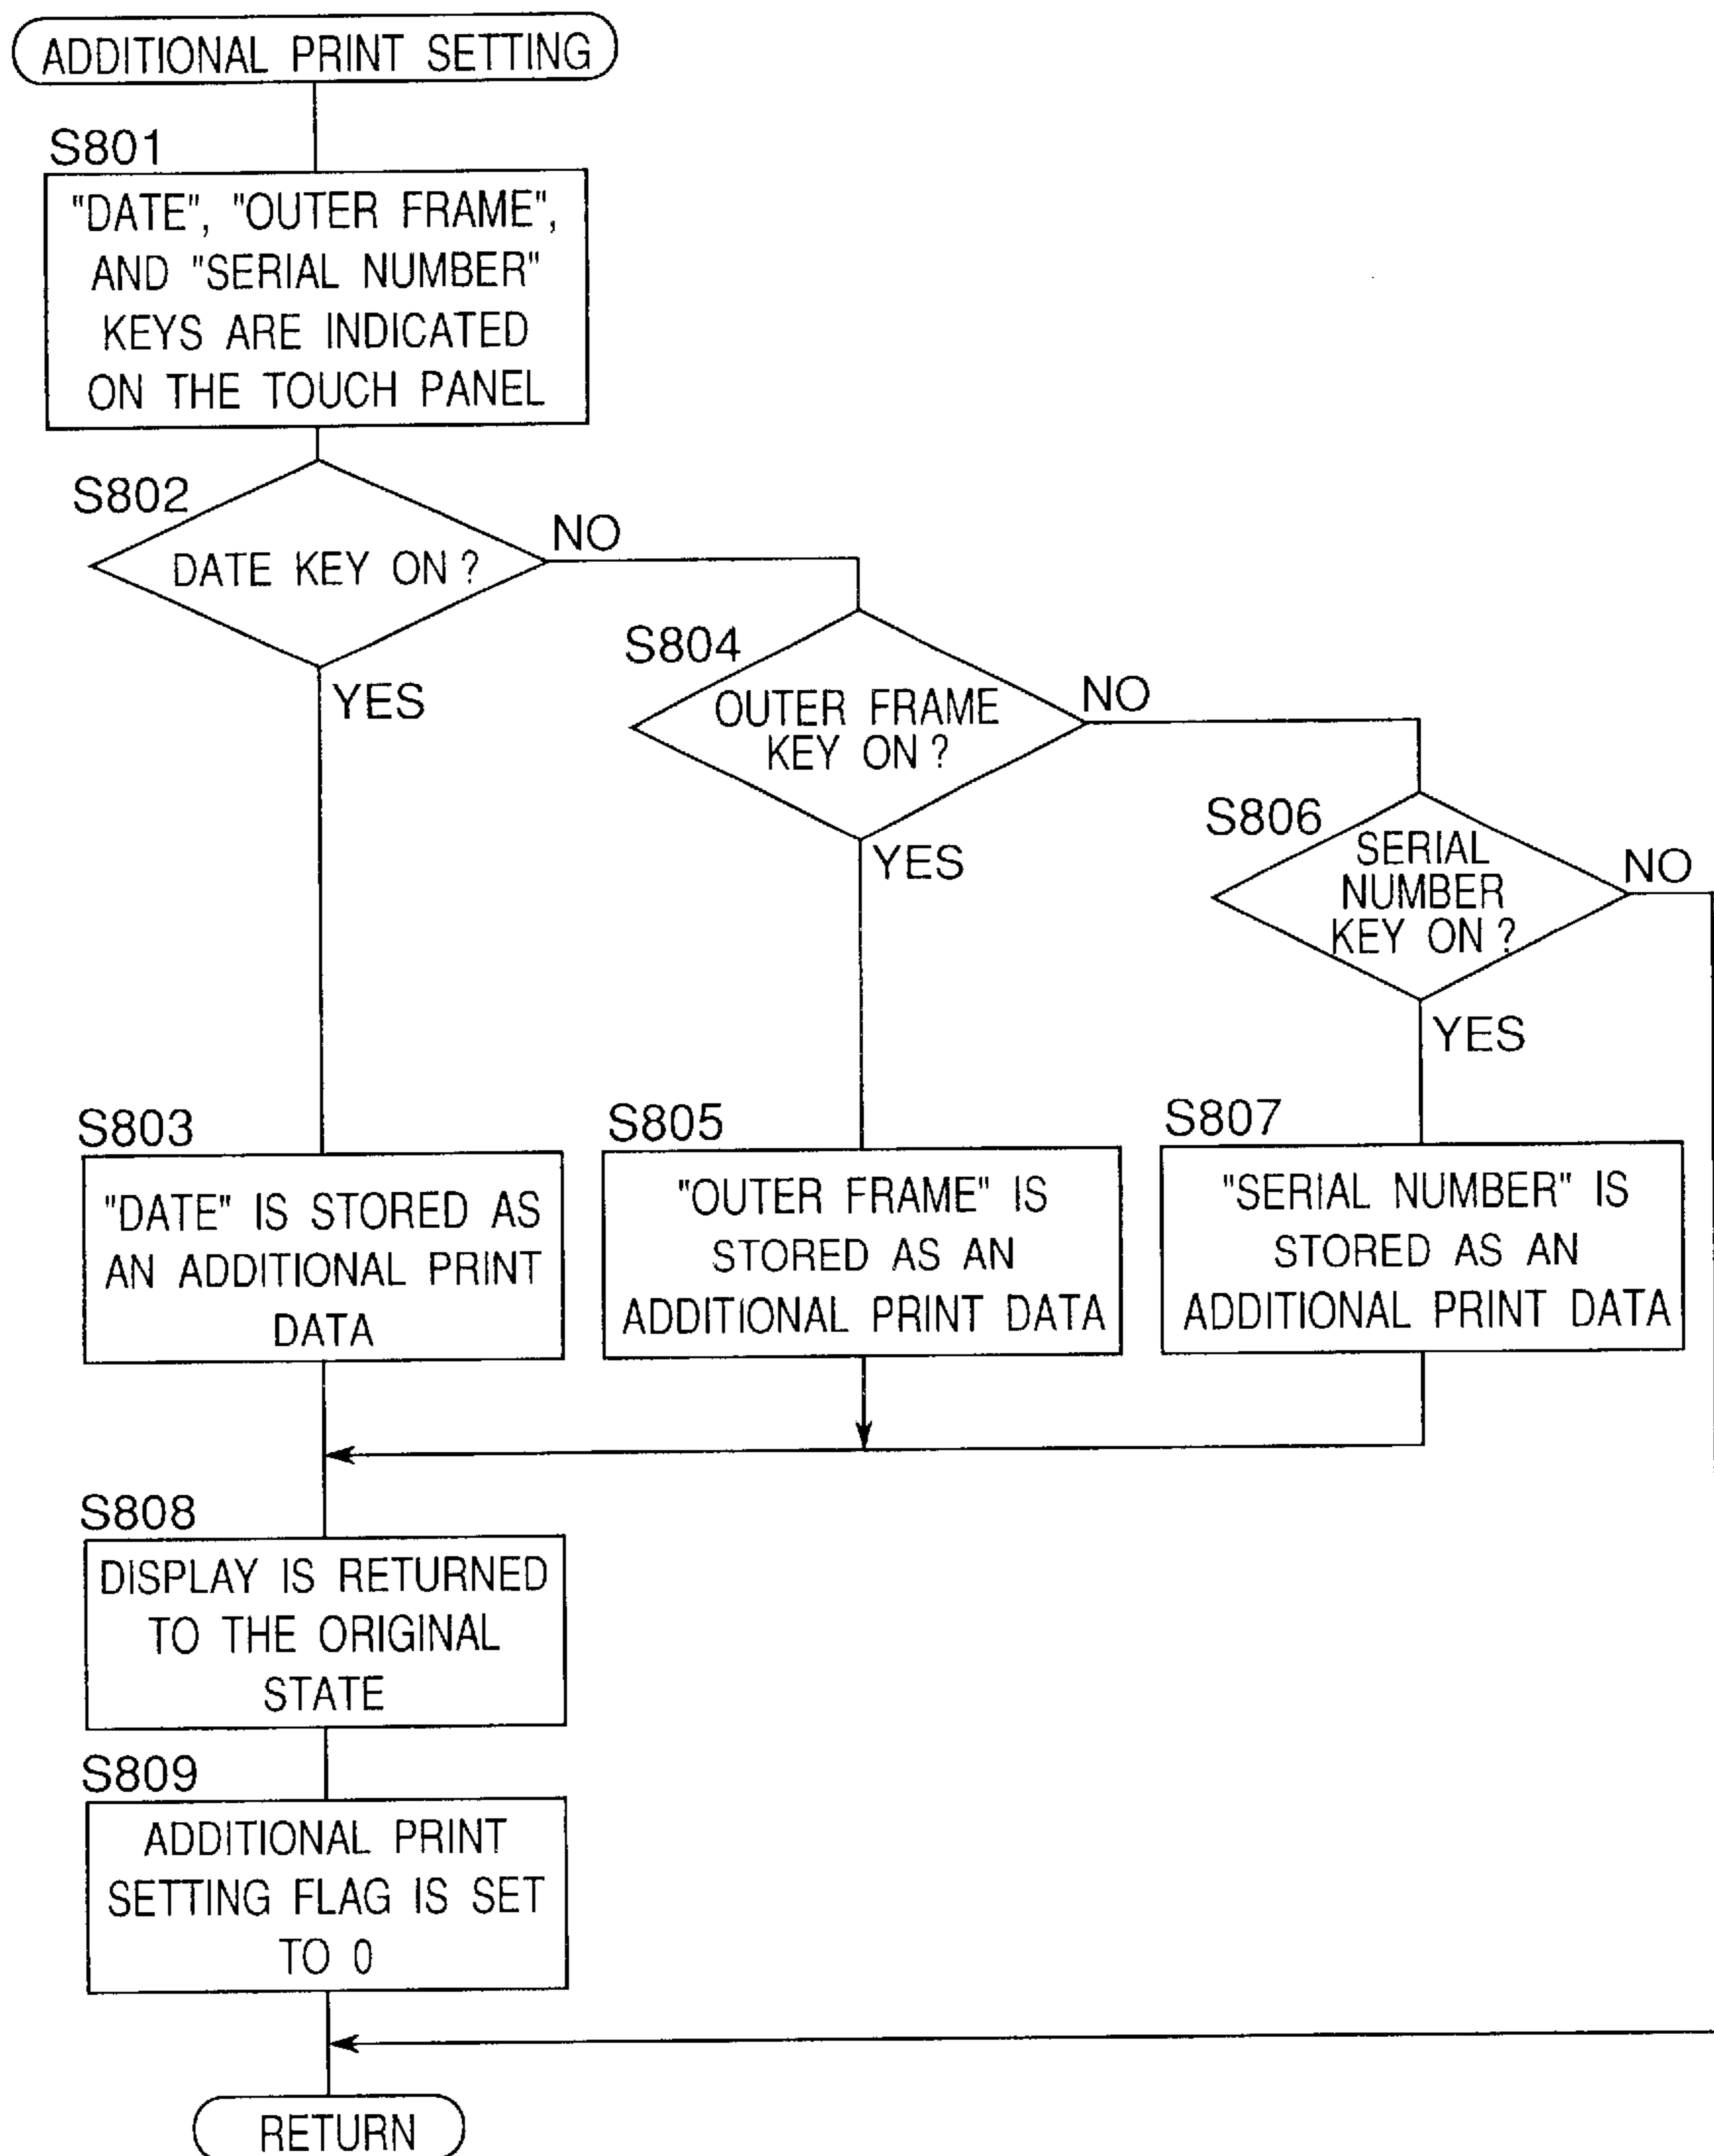 ADDITIONAL PRINT SETTING
S801
"DATE", "OUTER FRAME",
AND "SERIAL NUMBER"
KEYS ARE INDICATED
ON THE TOUCH PANEL
S802
DATE KEY ON ?
NO
YES
S804
OUTER FRAME
KEY ON ?
NO
YES
S806
SERIAL
NUMBER
KEY ON ?
NO
YES
S803
"DATE" IS STORED AS
AN ADDITIONAL PRINT
DATA
S805
"OUTER FRAME" IS
STORED AS AN
ADDITIONAL PRINT DATA
S807
"SERIAL NUMBER" IS
STORED AS AN
ADDITIONAL PRINT DATA
S808
DISPLAY IS RETURNED
TO THE ORIGINAL
STATE
S809
ADDITIONAL PRINT
SETTING FLAG IS SET
TO 0
RETURN